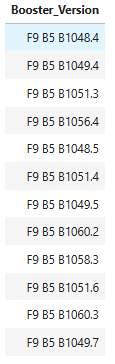 Booster_Version
F9 B5 B1048.4
F9 B5 B1049.4
F9 B5 B1051.3
F9 B5 B1056.4
F9 B5 B1048.5
F9 B5 B1051.4
F9 B5 B1049.5
F9 B5 B1060.2
F9 B5 B1058.3
F9 B5 B1051.6
F9 B5 B1060.3
F9 B5 B1049.7